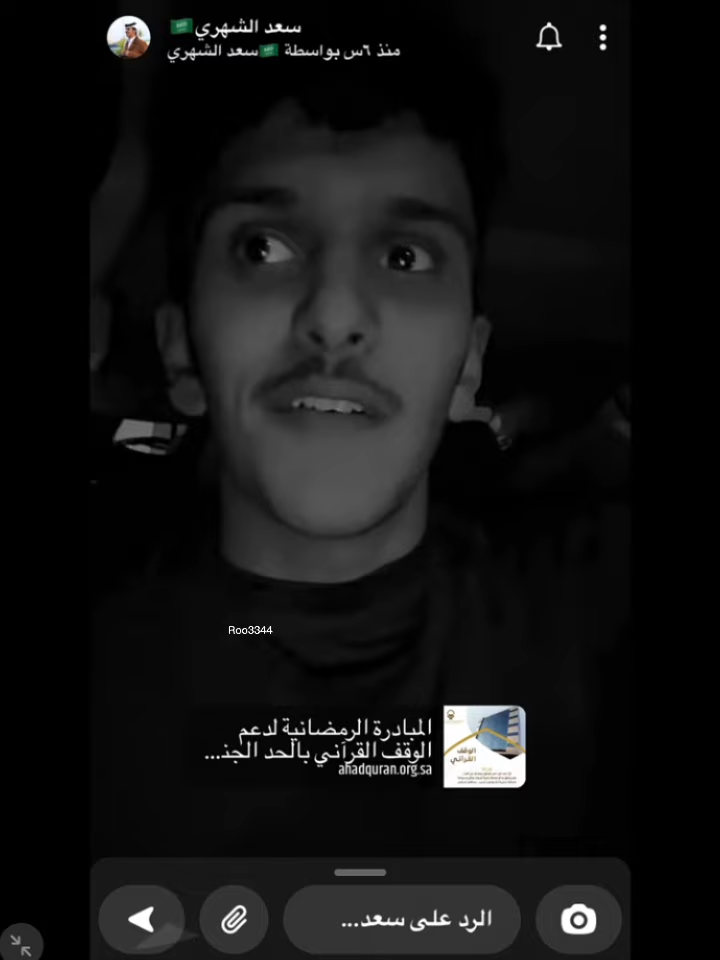 سعد الشهري🇸🇦
منذ ٦س بواسطة 🇸🇦سعد الشهري
Roo3344
المبادرة الرمضانية لدعم
الوقف القرآني بالحد الجنـ...
ahadquran.org.sa
الوقف
القرآني
الرد على سعد...